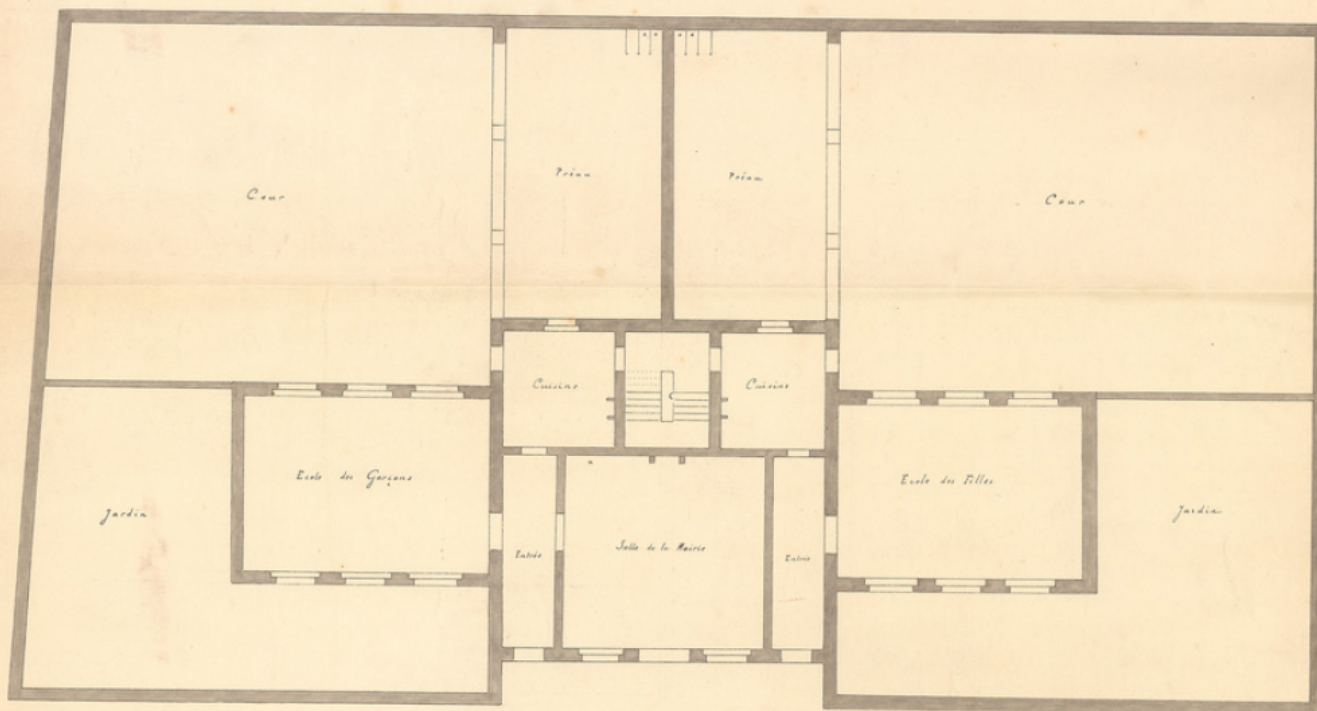 Cour
Préau
Préau
Cour
Cuisine
Cuisine
Ecole des Garçons
Ecole des Filles
Jardin
Jardin
Entrée
Salle de la Mairie
Entrée